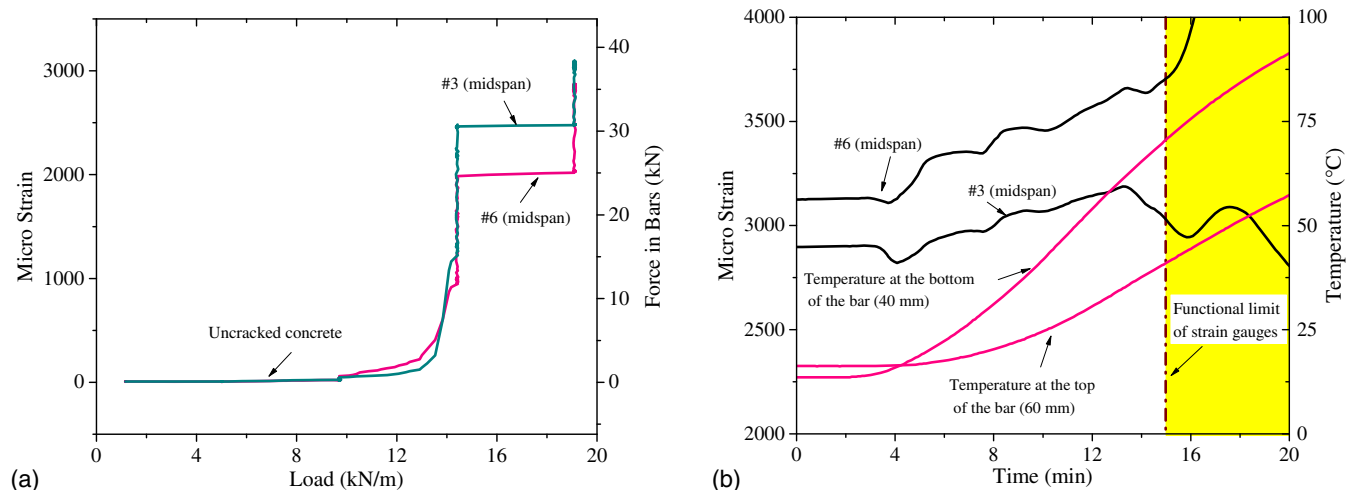 3000
2000
1000
0
Micro Strain
0
4
8
12
16
20
Load (kN/m)
40
30
20
10
0
Force in Bars (kN)
#3 (midspan)
#6 (midspan)
Uncracked concrete
(a)
4000
3500
3000
2500
2000
Micro Strain
0
4
8
12
16
20
Time (min)
100
75
50
25
0
Temperature (°C)
#6 (midspan)
#3 (midspan)
Temperature at the bottom
of the bar (40 mm)
Functional limit
of strain gauges
Temperature at the top
of the bar (60 mm)
(b)